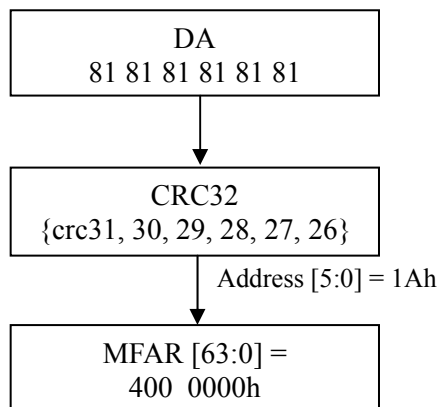 DA
81 81 81 81 81 81
CRC32
{crc31, 30, 29, 28, 27, 26}
Address [5:0] = 1Ah
MFAR [63:0] =
400 0000h